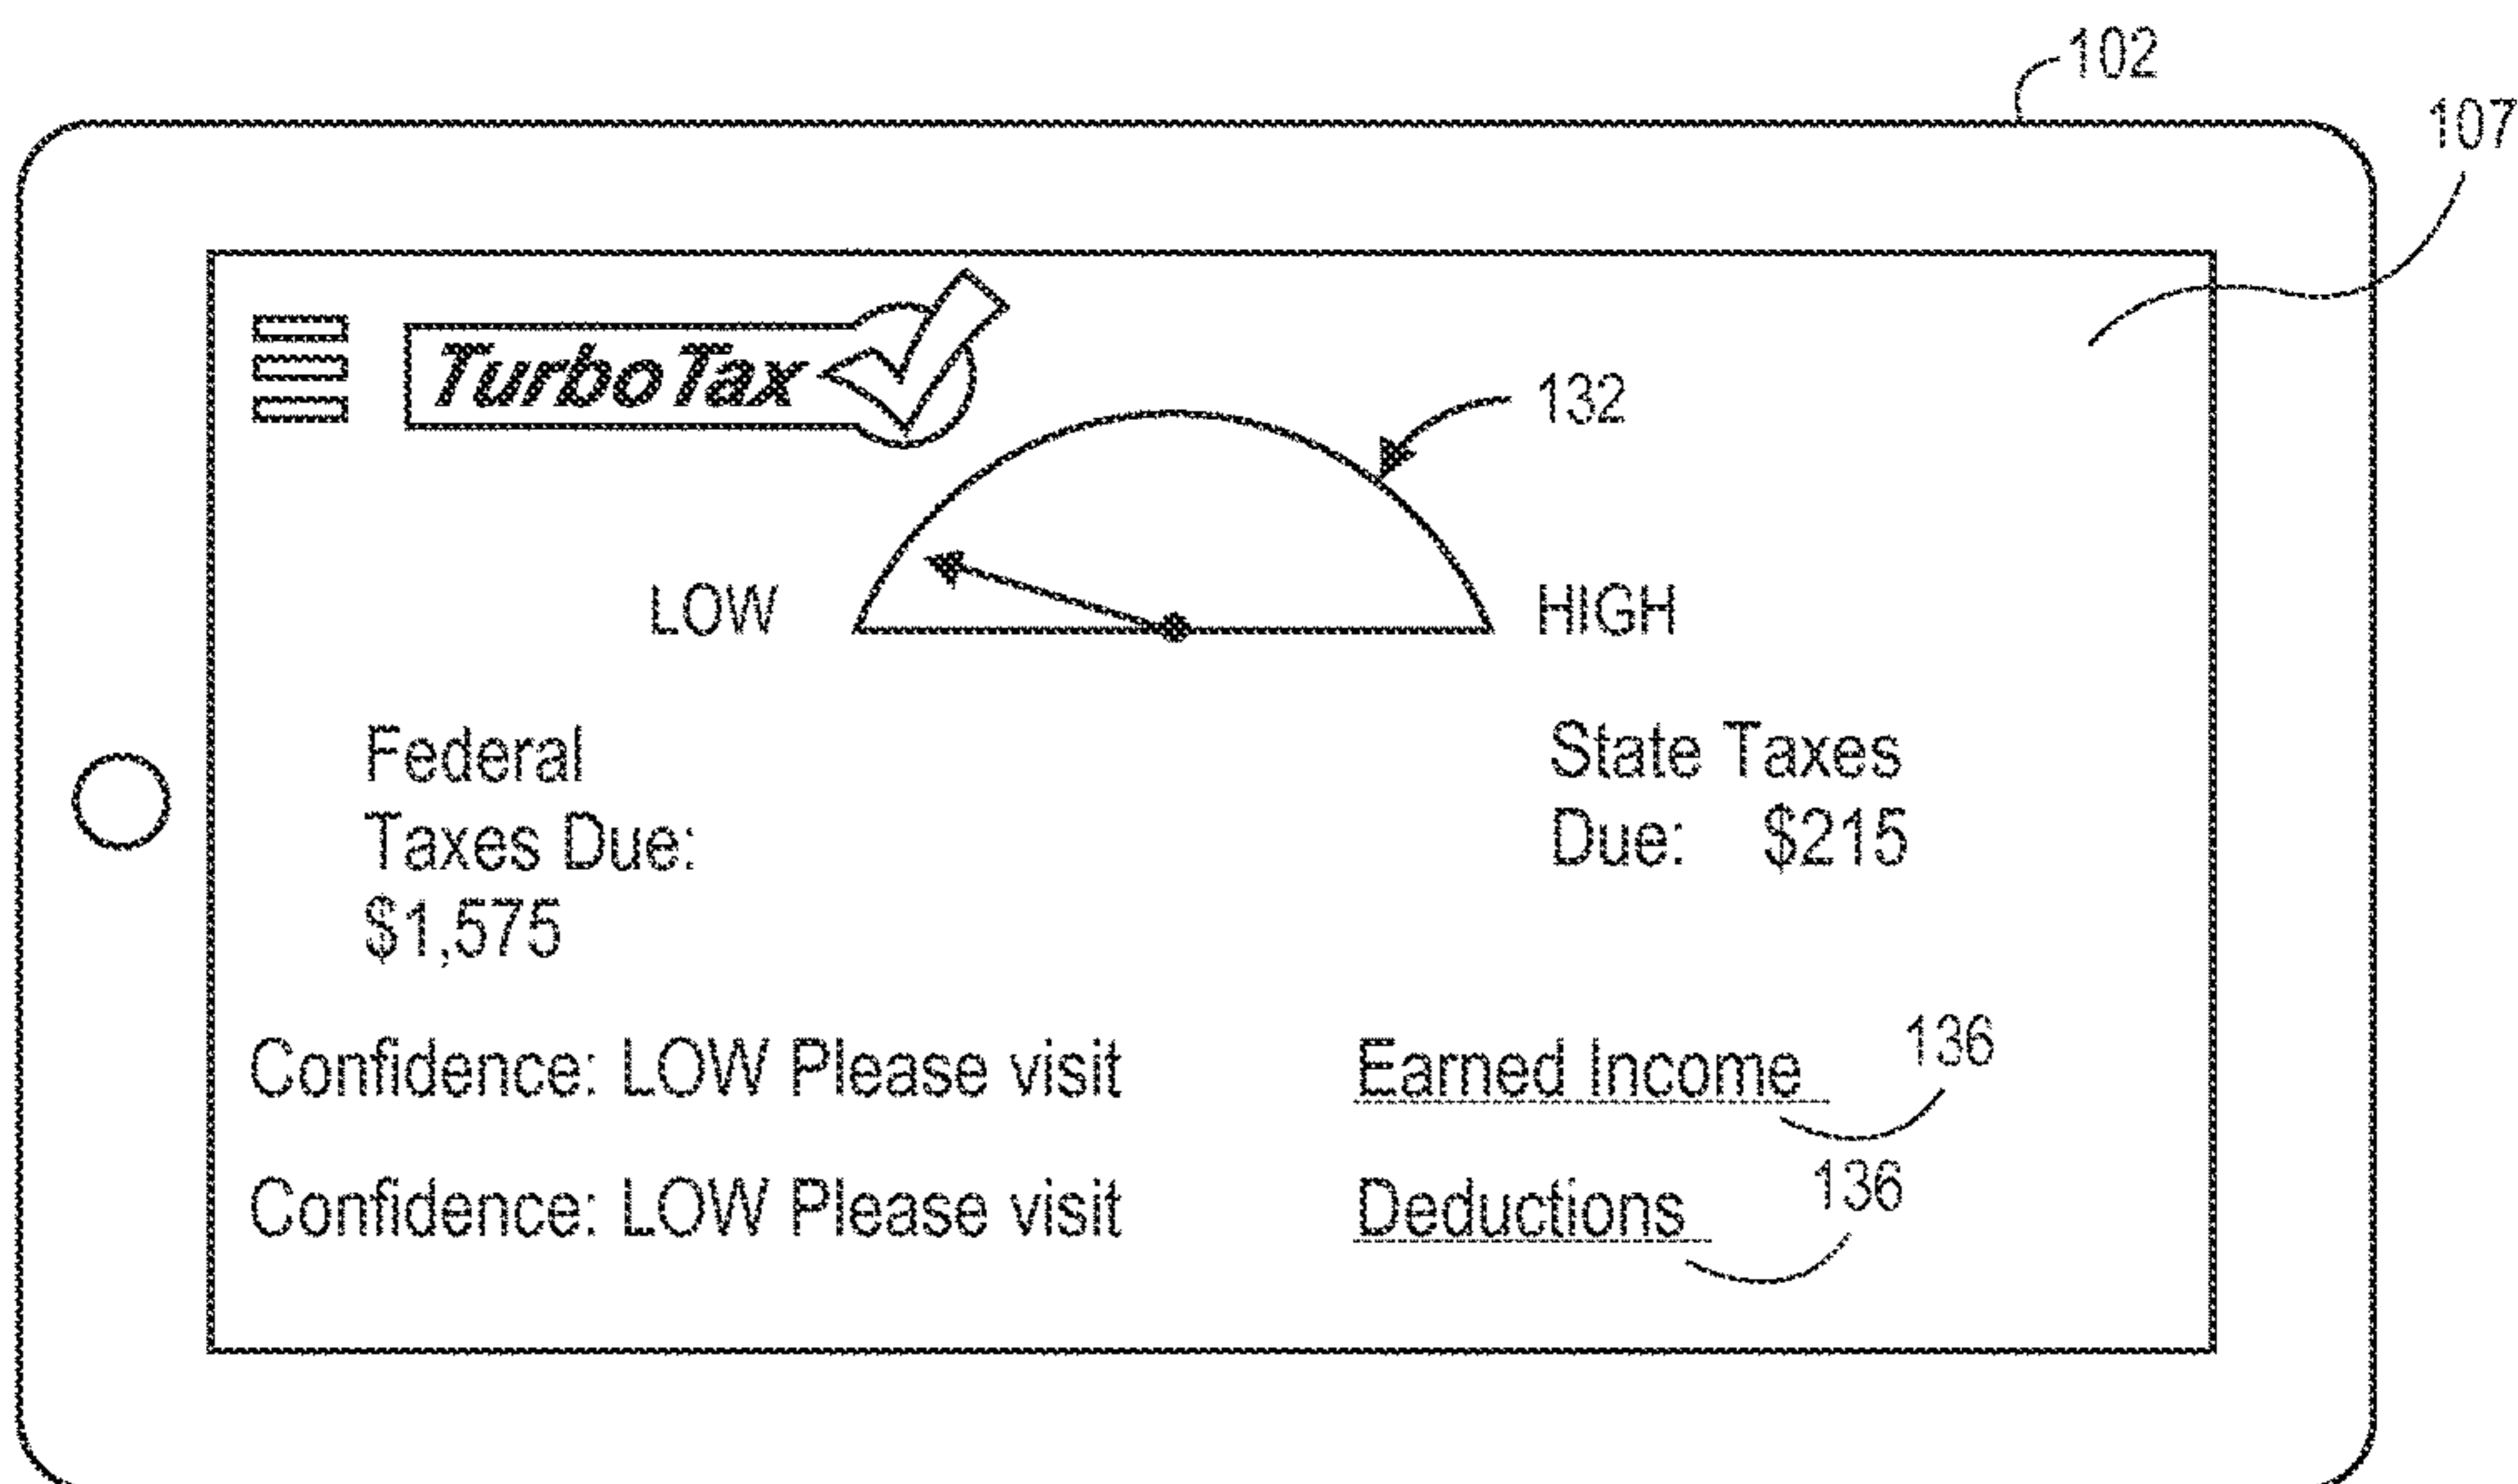 102
107
TurboTax
132
LOW
HIGH
Federal
Taxes Due:
$1,575
State Taxes
Due: $215
Confidence: LOW Please visit Earned Income 136
Confidence: LOW Please visit Deductions 136